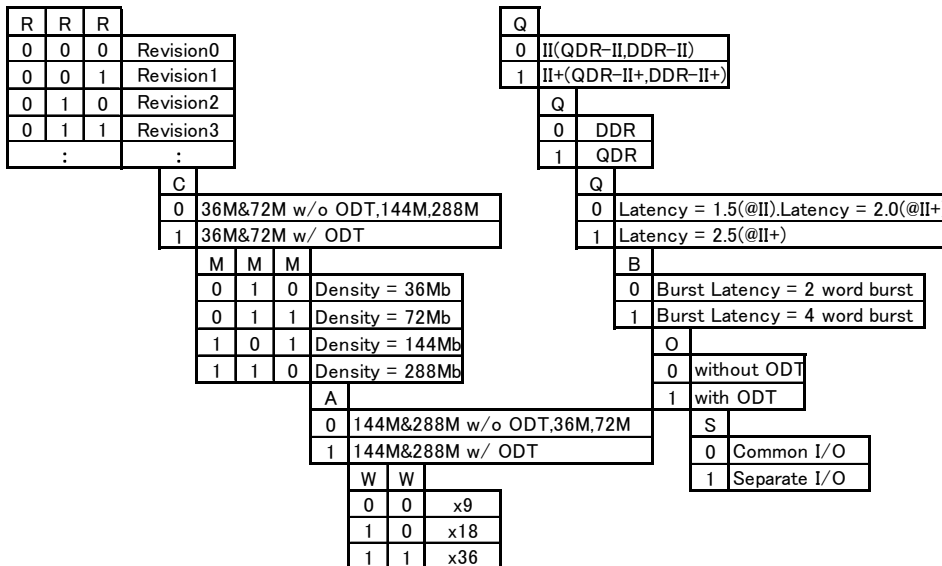 R R R
0 0 0 Revision0
0 0 1 Revision1
0 1 0 Revision2
0 1 1 Revision3
: :
C
0 36M&72M w/o ODT,144M,288M
1 36M&72M w/ ODT
M M M
0 1 0 Density = 36Mb
0 1 1 Density = 72Mb
1 0 1 Density = 144Mb
1 1 0 Density = 288Mb
A
0 144M&288M w/o ODT,36M,72M
1 144M&288M w/ ODT
W W
0 0 x9
1 0 x18
1 1 x36
Q
0 II(QDR-II,DDR-II)
1 II+(QDR-II+,DDR-II+)
Q
0 DDR
1 QDR
Q
0 Latency = 1.5(@II).Latency = 2.0(@II+
1 Latency = 2.5(@II+)
B
0 Burst Latency = 2 word burst
1 Burst Latency = 4 word burst
O
0 without ODT
1 with ODT
S
0 Common I/O
1 Separate I/O